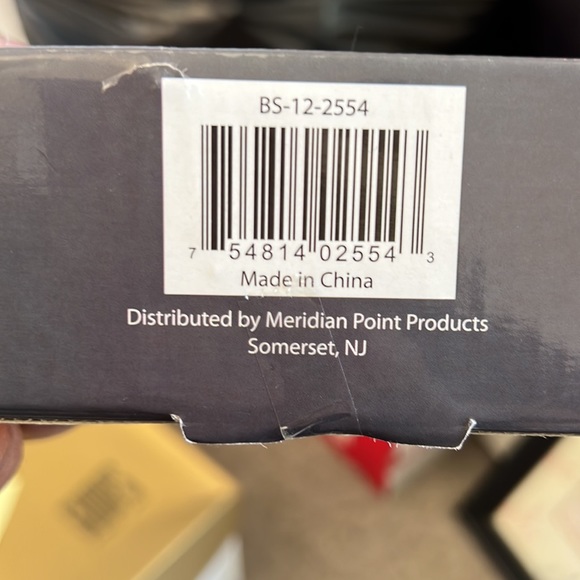 BS-12-2554
7 54814 02554 3
Made in China
Distributed by Meridian Point Products
Somerset, NJ